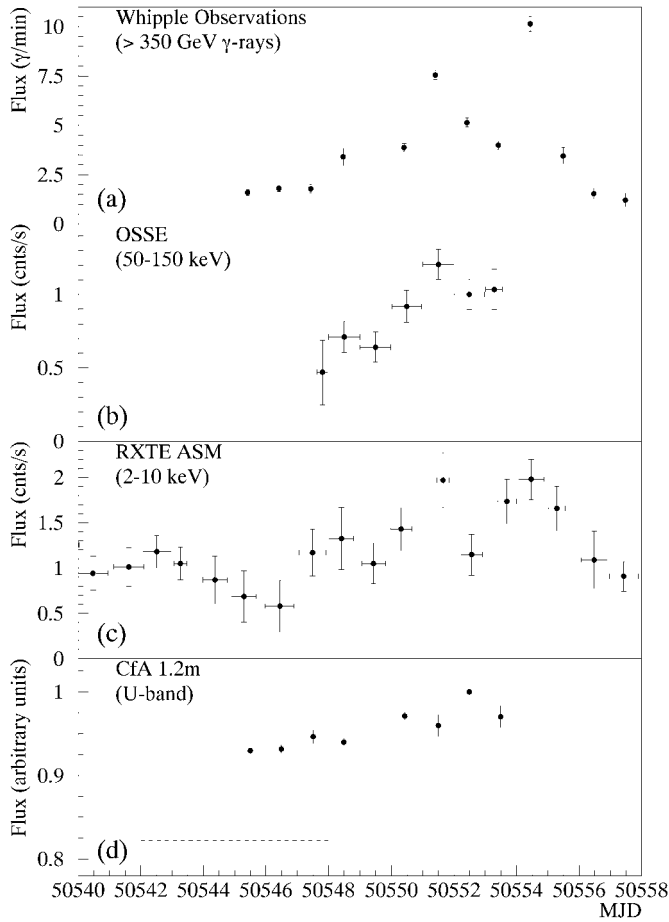 Whipple Observations
(> 350 GeV γ-rays)
Flux (γ/min)
10
7.5
5
2.5
0
(a)
OSSE
(50-150 keV)
Flux (cnts/s)
1
0.5
0
(b)
RXTE ASM
(2-10 keV)
Flux (cnts/s)
2
1.5
1
0.5
0
(c)
CfA 1.2m
(U-band)
Flux (arbitrary units)
1
0.9
0.8
(d)
50540 50542 50544 50546 50548 50550 50552 50554 50556 50558
MJD